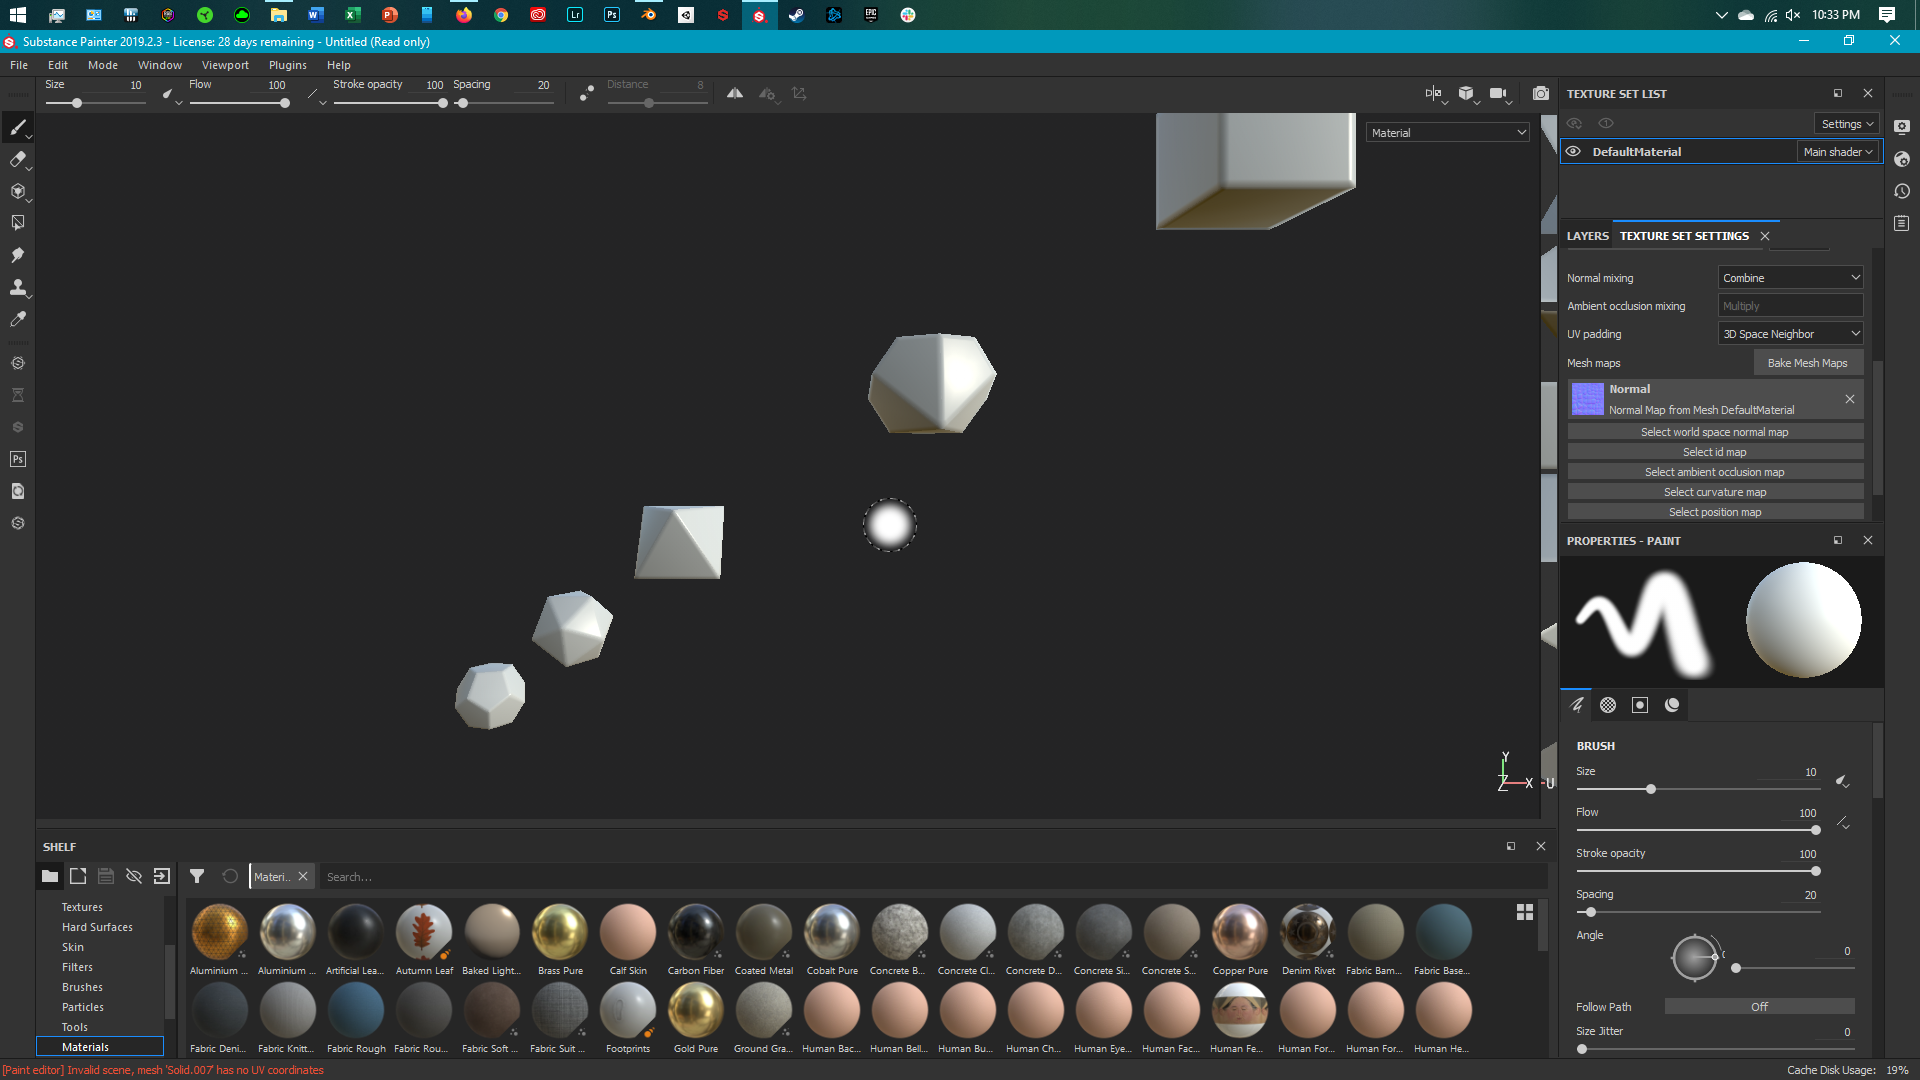 10:33 PM
Substance Painter 2019.2.3 - License: 28 days remaining - Untitled (Read only)
File Edit Mode Window Viewport Plugins Help
Size 10 Flow 100 Stroke opacity 100 Spacing 20 Distance 8
Material
TEXTURE SET LIST
Settings
DefaultMaterial Main shader
LAYERS TEXTURE SET SETTINGS
Normal mixing Combine
Ambient occlusion mixing Multiply
UV padding 3D Space Neighbor
Mesh maps Bake Mesh Maps
Normal
Normal Map from Mesh DefaultMaterial
Select world space normal map
Select id map
Select ambient occlusion map
Select curvature map
Select position map
PROPERTIES - PAINT
BRUSH
Size 10
Flow 100
Stroke opacity 100
Spacing 20
Angle 0
Follow Path Off
Size Jitter 0
Y
Z X U
SHELF
Materi.. Search...
Textures
Hard Surfaces
Skin
Filters
Brushes
Particles
Tools
Materials
Aluminium ... Aluminium ... Artificial Lea... Autumn Leaf Baked Light... Brass Pure Calf Skin Carbon Fiber Coated Metal Cobalt Pure Concrete B... Concrete Cl... Concrete D... Concrete Si... Concrete S... Copper Pure Denim Rivet Fabric Bam... Fabric Base...
Fabric Deni... Fabric Knitt... Fabric Rough Fabric Rou... Fabric Soft ... Fabric Suit ... Footprints Gold Pure Ground Gra... Human Bac... Human Bell... Human Bu... Human Ch... Human Eye... Human Fac... Human Fe... Human For... Human For... Human He...
[Paint editor] Invalid scene, mesh 'Solid.007' has no UV coordinates
Cache Disk Usage: 19%